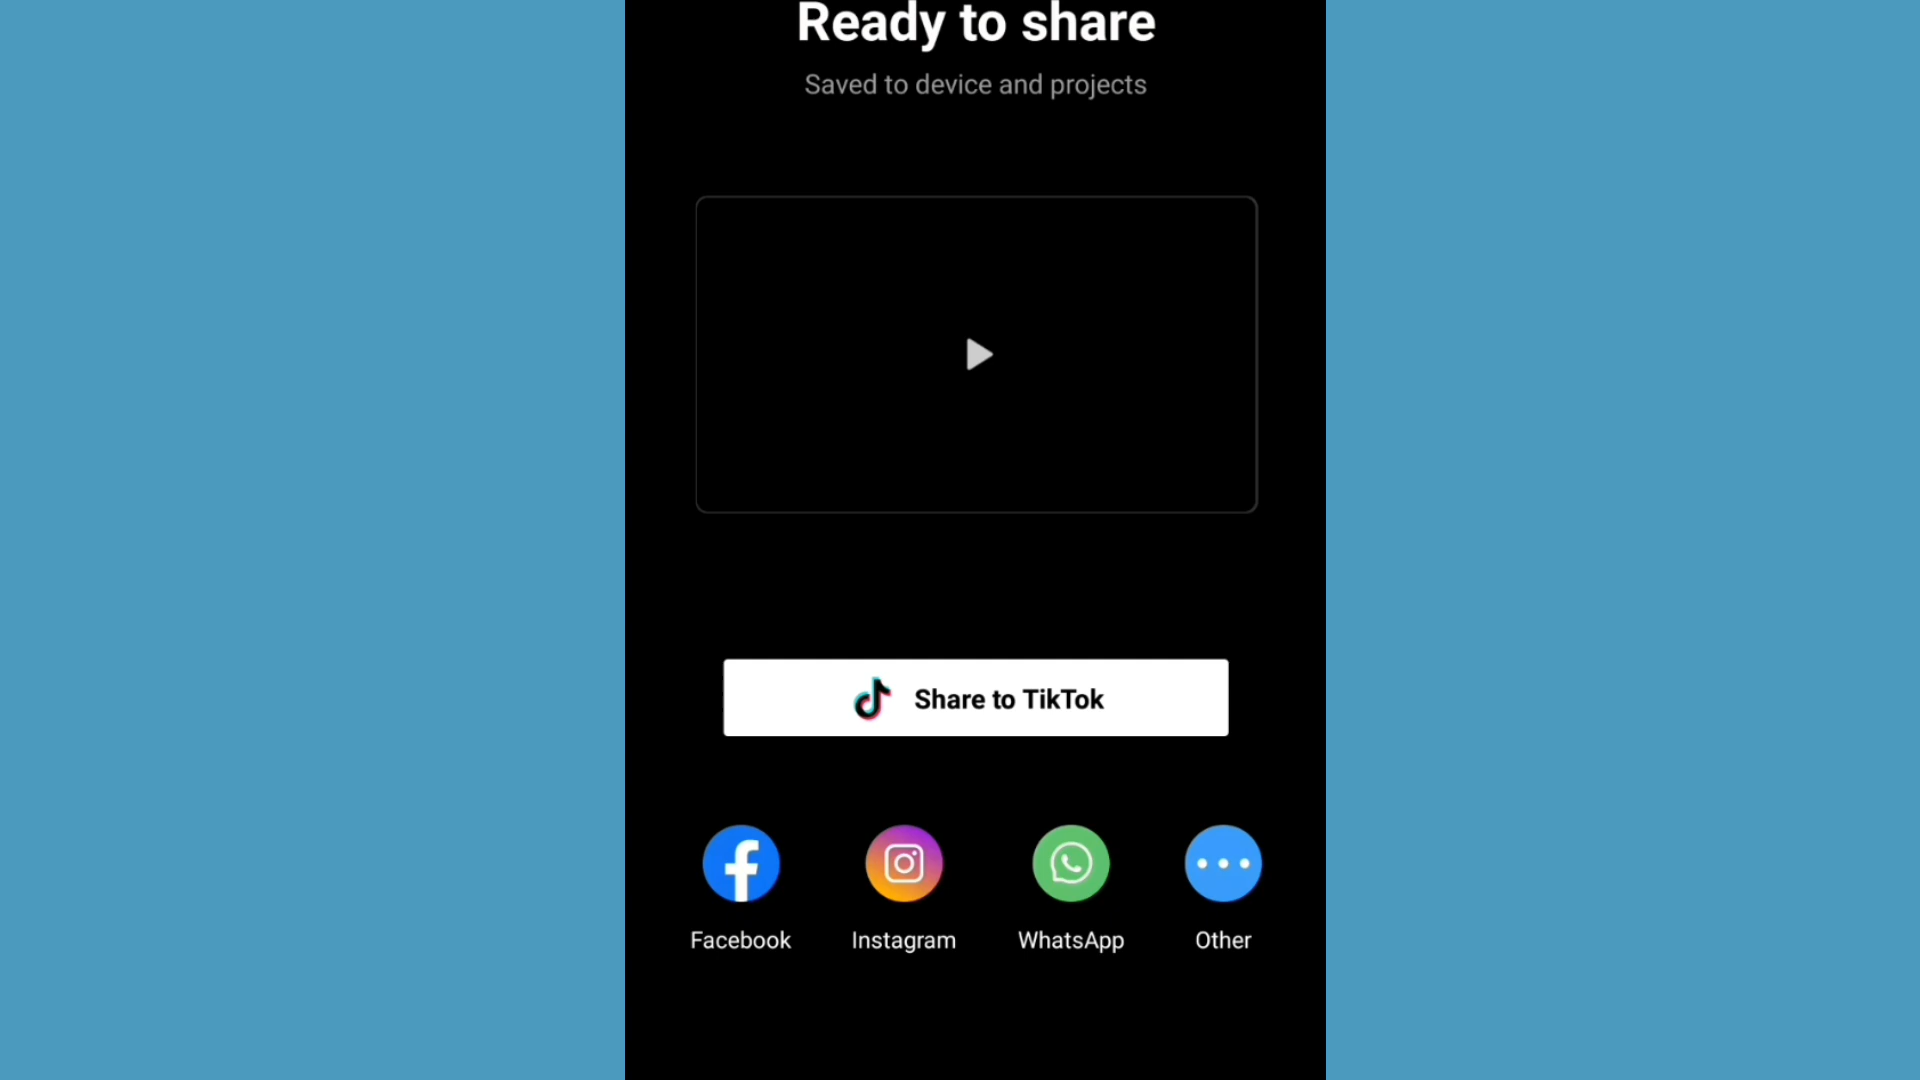 Ready to share
Saved to device and projects
Share to TikTok
Facebook
Instagram
WhatsApp
Other